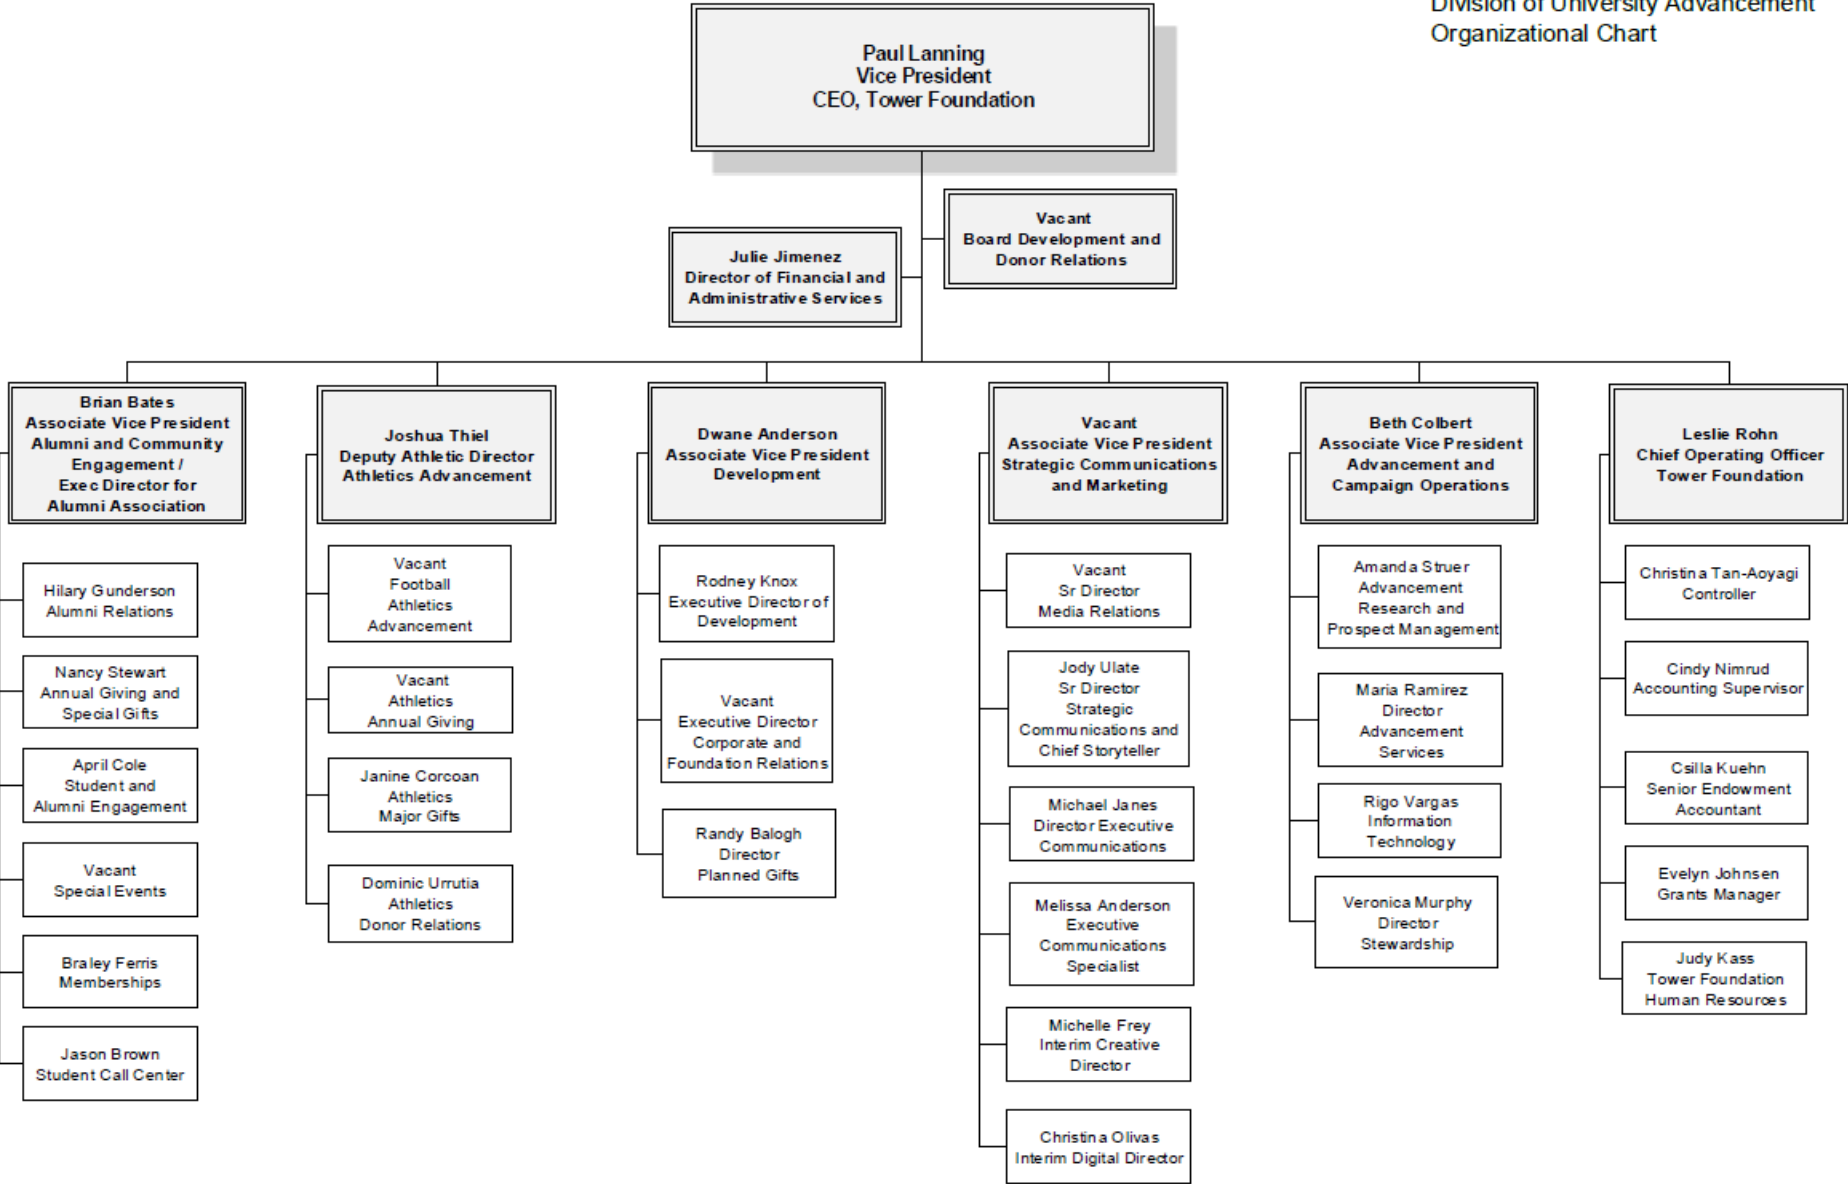 Division of University Advancement
Organizational Chart
Paul Lanning
Vice President
CEO, Tower Foundation
Vacant
Board Development and
Donor Relations
Julie Jimenez
Director of Financial and
Administrative Services
Brian Bates
Associate Vice President
Alumni and Community
Engagement /
Exec Director for
Alumni Association
Hilary Gunderson
Alumni Relations
Nancy Stewart
Annual Giving and
Special Gifts
April Cole
Student and
Alumni Engagement
Vacant
Special Events
Braley Ferris
Memberships
Jason Brown
Student Call Center
Joshua Thiel
Deputy Athletic Director
Athletics Advancement
Vacant
Football
Athletics
Advancement
Vacant
Athletics
Annual Giving
Janine Corcoan
Athletics
Major Gifts
Dominic Urrutia
Athletics
Donor Relations
Dwane Anderson
Associate Vice President
Development
Rodney Knox
Executive Director of
Development
Vacant
Executive Director
Corporate and
Foundation Relations
Randy Balogh
Director
Planned Gifts
Vacant
Associate Vice President
Strategic Communications
and Marketing
Vacant
Sr Director
Media Relations
Jody Ulate
Sr Director
Strategic
Communications and
Chief Storyteller
Michael Janes
Director Executive
Communications
Melissa Anderson
Executive
Communications
Specialist
Michelle Frey
Interim Creative
Director
Christina Olivas
Interim Digital Director
Beth Colbert
Associate Vice President
Advancement and
Campaign Operations
Amanda Struer
Advancement
Research and
Prospect Management
Maria Ramirez
Director
Advancement
Services
Rigo Vargas
Information
Technology
Veronica Murphy
Director
Stewardship
Leslie Rohn
Chief Operating Officer
Tower Foundation
Christina Tan-Aoyagi
Controller
Cindy Nimrud
Accounting Supervisor
Csilla Kuehn
Senior Endowment
Accountant
Evelyn Johnsen
Grants Manager
Judy Kass
Tower Foundation
Human Resources